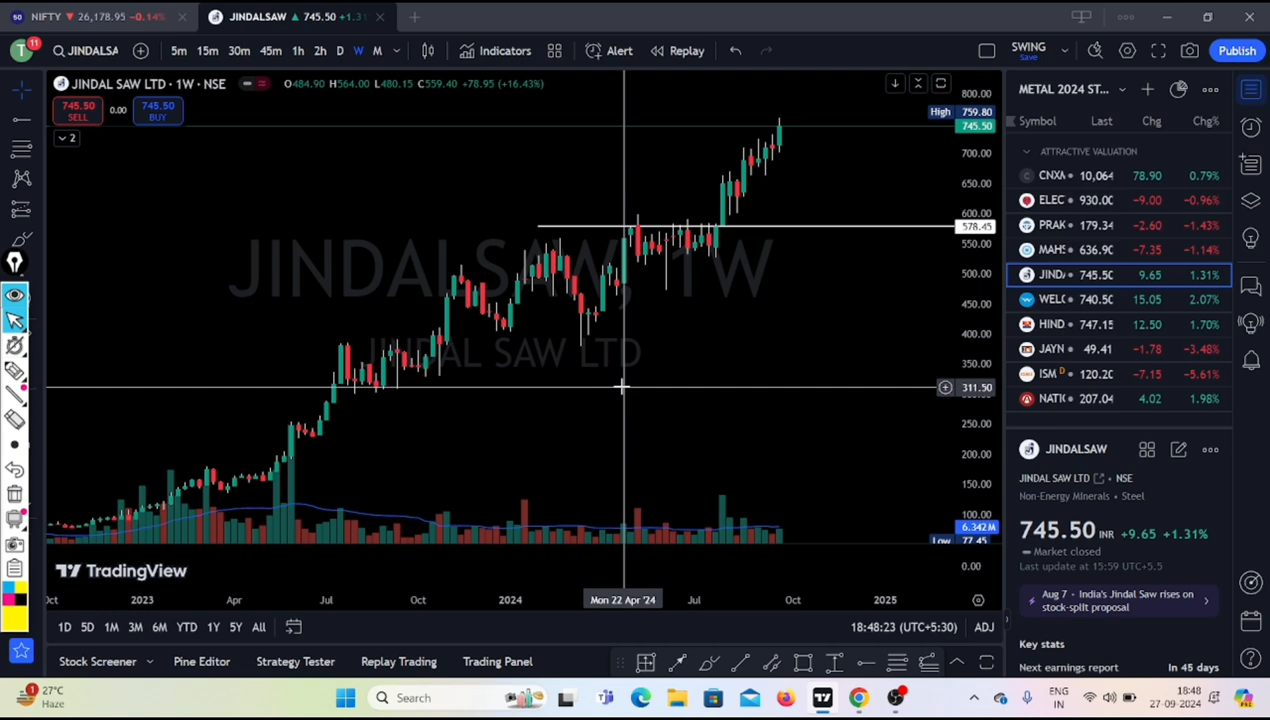 50 NIFTY ▼ 26,178.95 −0.14%
JINDALSAW ▲ 745.50 +1.31
T 11 JINDALSA 5m 15m 30m 45m 1h 2h D W M Indicators Alert Replay SWING Save Publish
JINDAL SAW LTD · 1W · NSE O484.90 H564.00 L480.15 C559.40 +78.95 (+16.43%)
745.50 SELL 0.00 745.50 BUY
2
JINDALSAW, 1W
JINDAL SAW LTD
800.00
High 759.80
745.50
700.00
650.00
600.00
578.45
550.00
500.00
450.00
400.00
350.00
311.50
250.00
200.00
150.00
100.00
6.342M
Low 77.45
0.00
TradingView
Oct 2023 Apr Jul Oct 2024 Mon 22 Apr '24 Jul Oct 2025
1D 5D 1M 3M 6M YTD 1Y 5Y All 18:48:23 (UTC+5:30) ADJ
Stock Screener Pine Editor Strategy Tester Replay Trading Trading Panel
METAL 2024 ST...
Symbol Last Chg Chg%
ATTRACTIVE VALUATION
CNXM 10,064 78.90 0.79%
ELEC 930.00 −9.00 −0.96%
PRAK 179.34 −2.60 −1.43%
MAHS 636.90 −7.35 −1.14%
JINDA 745.50 9.65 1.31%
WELC 740.50 15.05 2.07%
HIND 747.15 12.50 1.70%
JAYN 49.41 −1.78 −3.48%
ISM D 120.20 −7.15 −5.61%
NATI 207.04 4.02 1.98%
JINDALSAW
JINDAL SAW LTD NSE
Non-Energy Minerals • Steel
745.50 INR +9.65 +1.31%
Market closed
Last update at 15:59 UTC+5.5
Aug 7 · India's Jindal Saw rises on
stock-split proposal
Key stats
Next earnings report In 45 days
1 27°C
Haze
Search
ENG
IN
18:48
27-09-2024